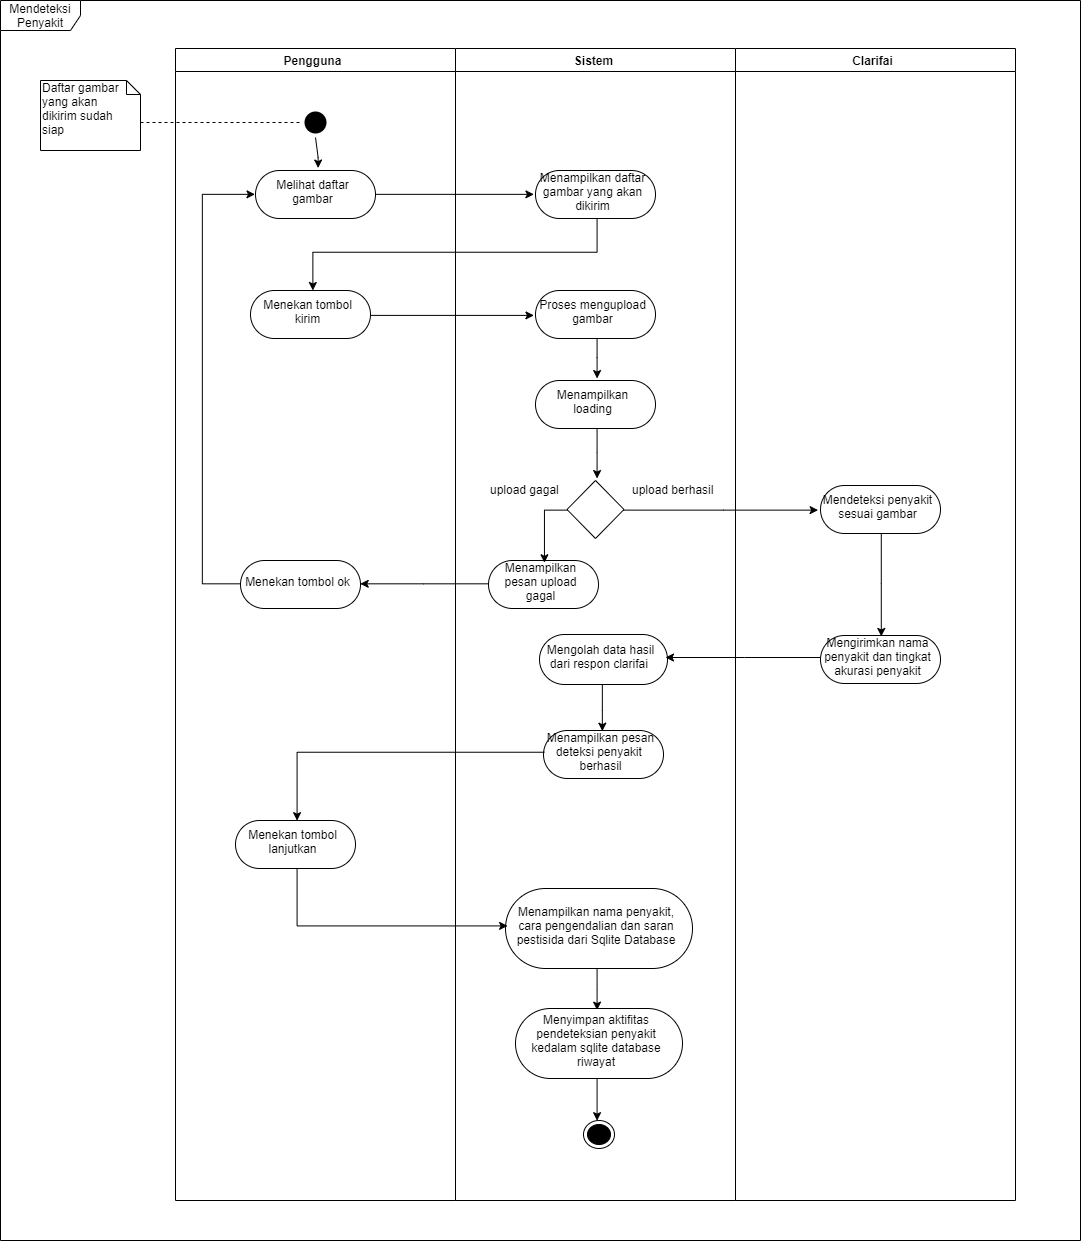 Mendeteksi
Penyakit
Pengguna
Sistem
Clarifai
Daftar gambar
yang akan
dikirim sudah
siap
Melihat daftar
gambar
Menampilkan daftar
gambar yang akan
dikirim
Menekan tombol
kirim
Proses mengupload
gambar
Menampilkan
loading
upload gagal
upload berhasil
Mendeteksi penyakit
sesuai gambar
Menampilkan
pesan upload
gagal
Menekan tombol ok
Mengirimkan nama
penyakit dan tingkat
akurasi penyakit
Mengolah data hasil
dari respon clarifai
Menampilkan pesan
deteksi penyakit
berhasil
Menekan tombol
lanjutkan
Menampilkan nama penyakit,
cara pengendalian dan saran
pestisida dari Sqlite Database
Menyimpan aktifitas
pendeteksian penyakit
kedalam sqlite database
riwayat